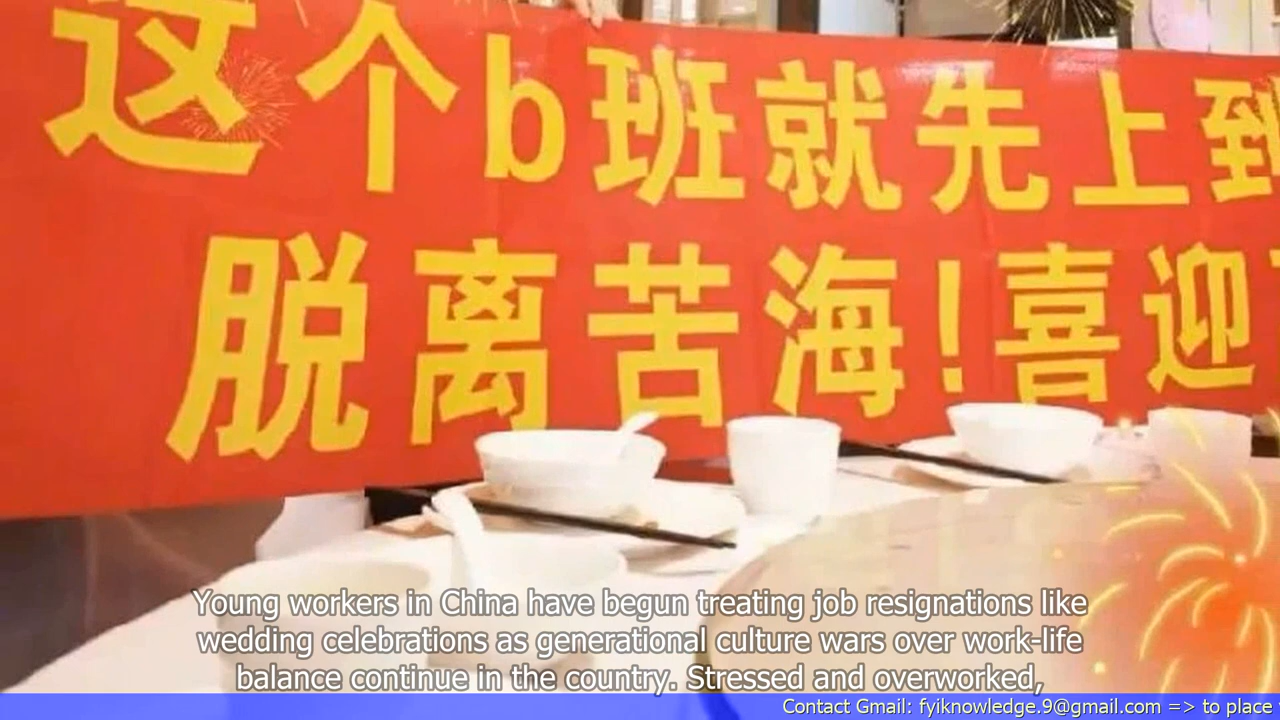 这个b班就先上到
脱离苦海!喜迎
Young workers in China have begun treating job resignations like
wedding celebrations as generational culture wars over work-life
balance continue in the country. Stressed and overworked,
Contact Gmail: fyiknowledge.9@gmail.com => to place